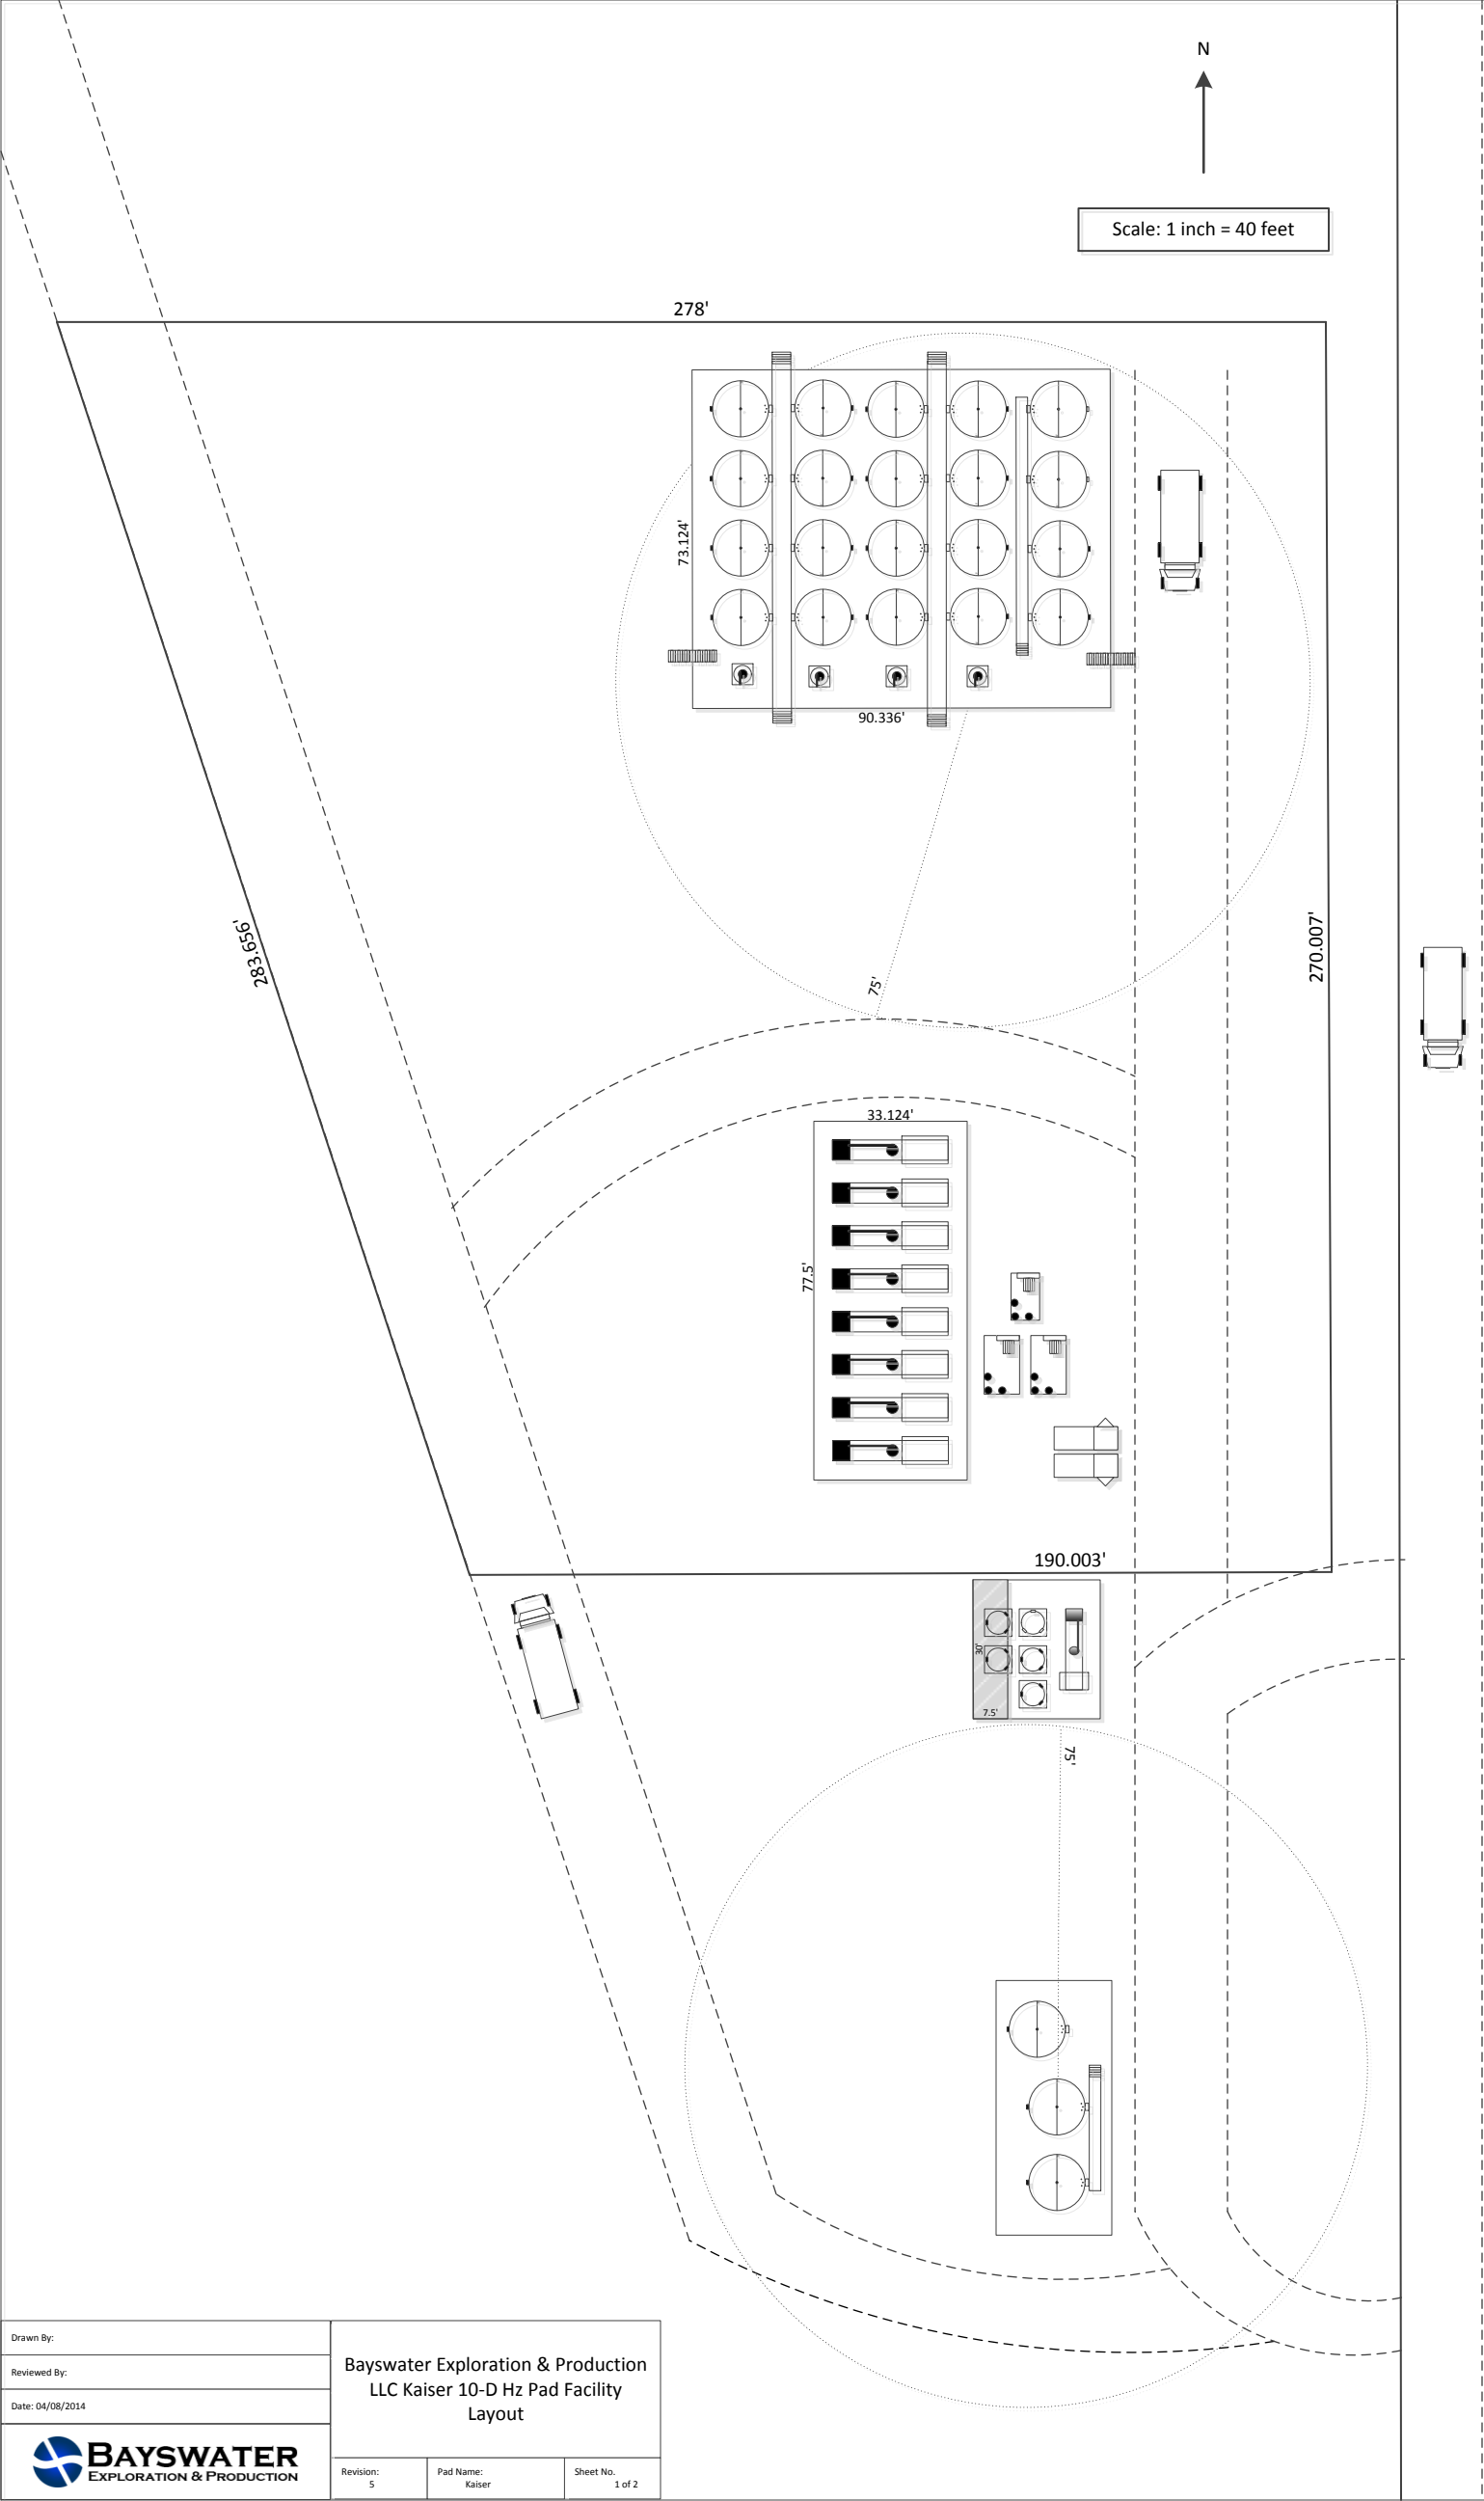 N
Scale: 1 inch = 40 feet
278'
73.124'
90.336'
283.656'
270.007'
75'
33.124'
77.5'
190.003'
30'
7.5'
75'
Drawn By:
Reviewed By:
Date: 04/08/2014
BAYSWATER
EXPLORATION & PRODUCTION
Bayswater Exploration & Production
LLC Kaiser 10-D Hz Pad Facility
Layout
Revision:
5
Pad Name:
Kaiser
Sheet No.
1 of 2